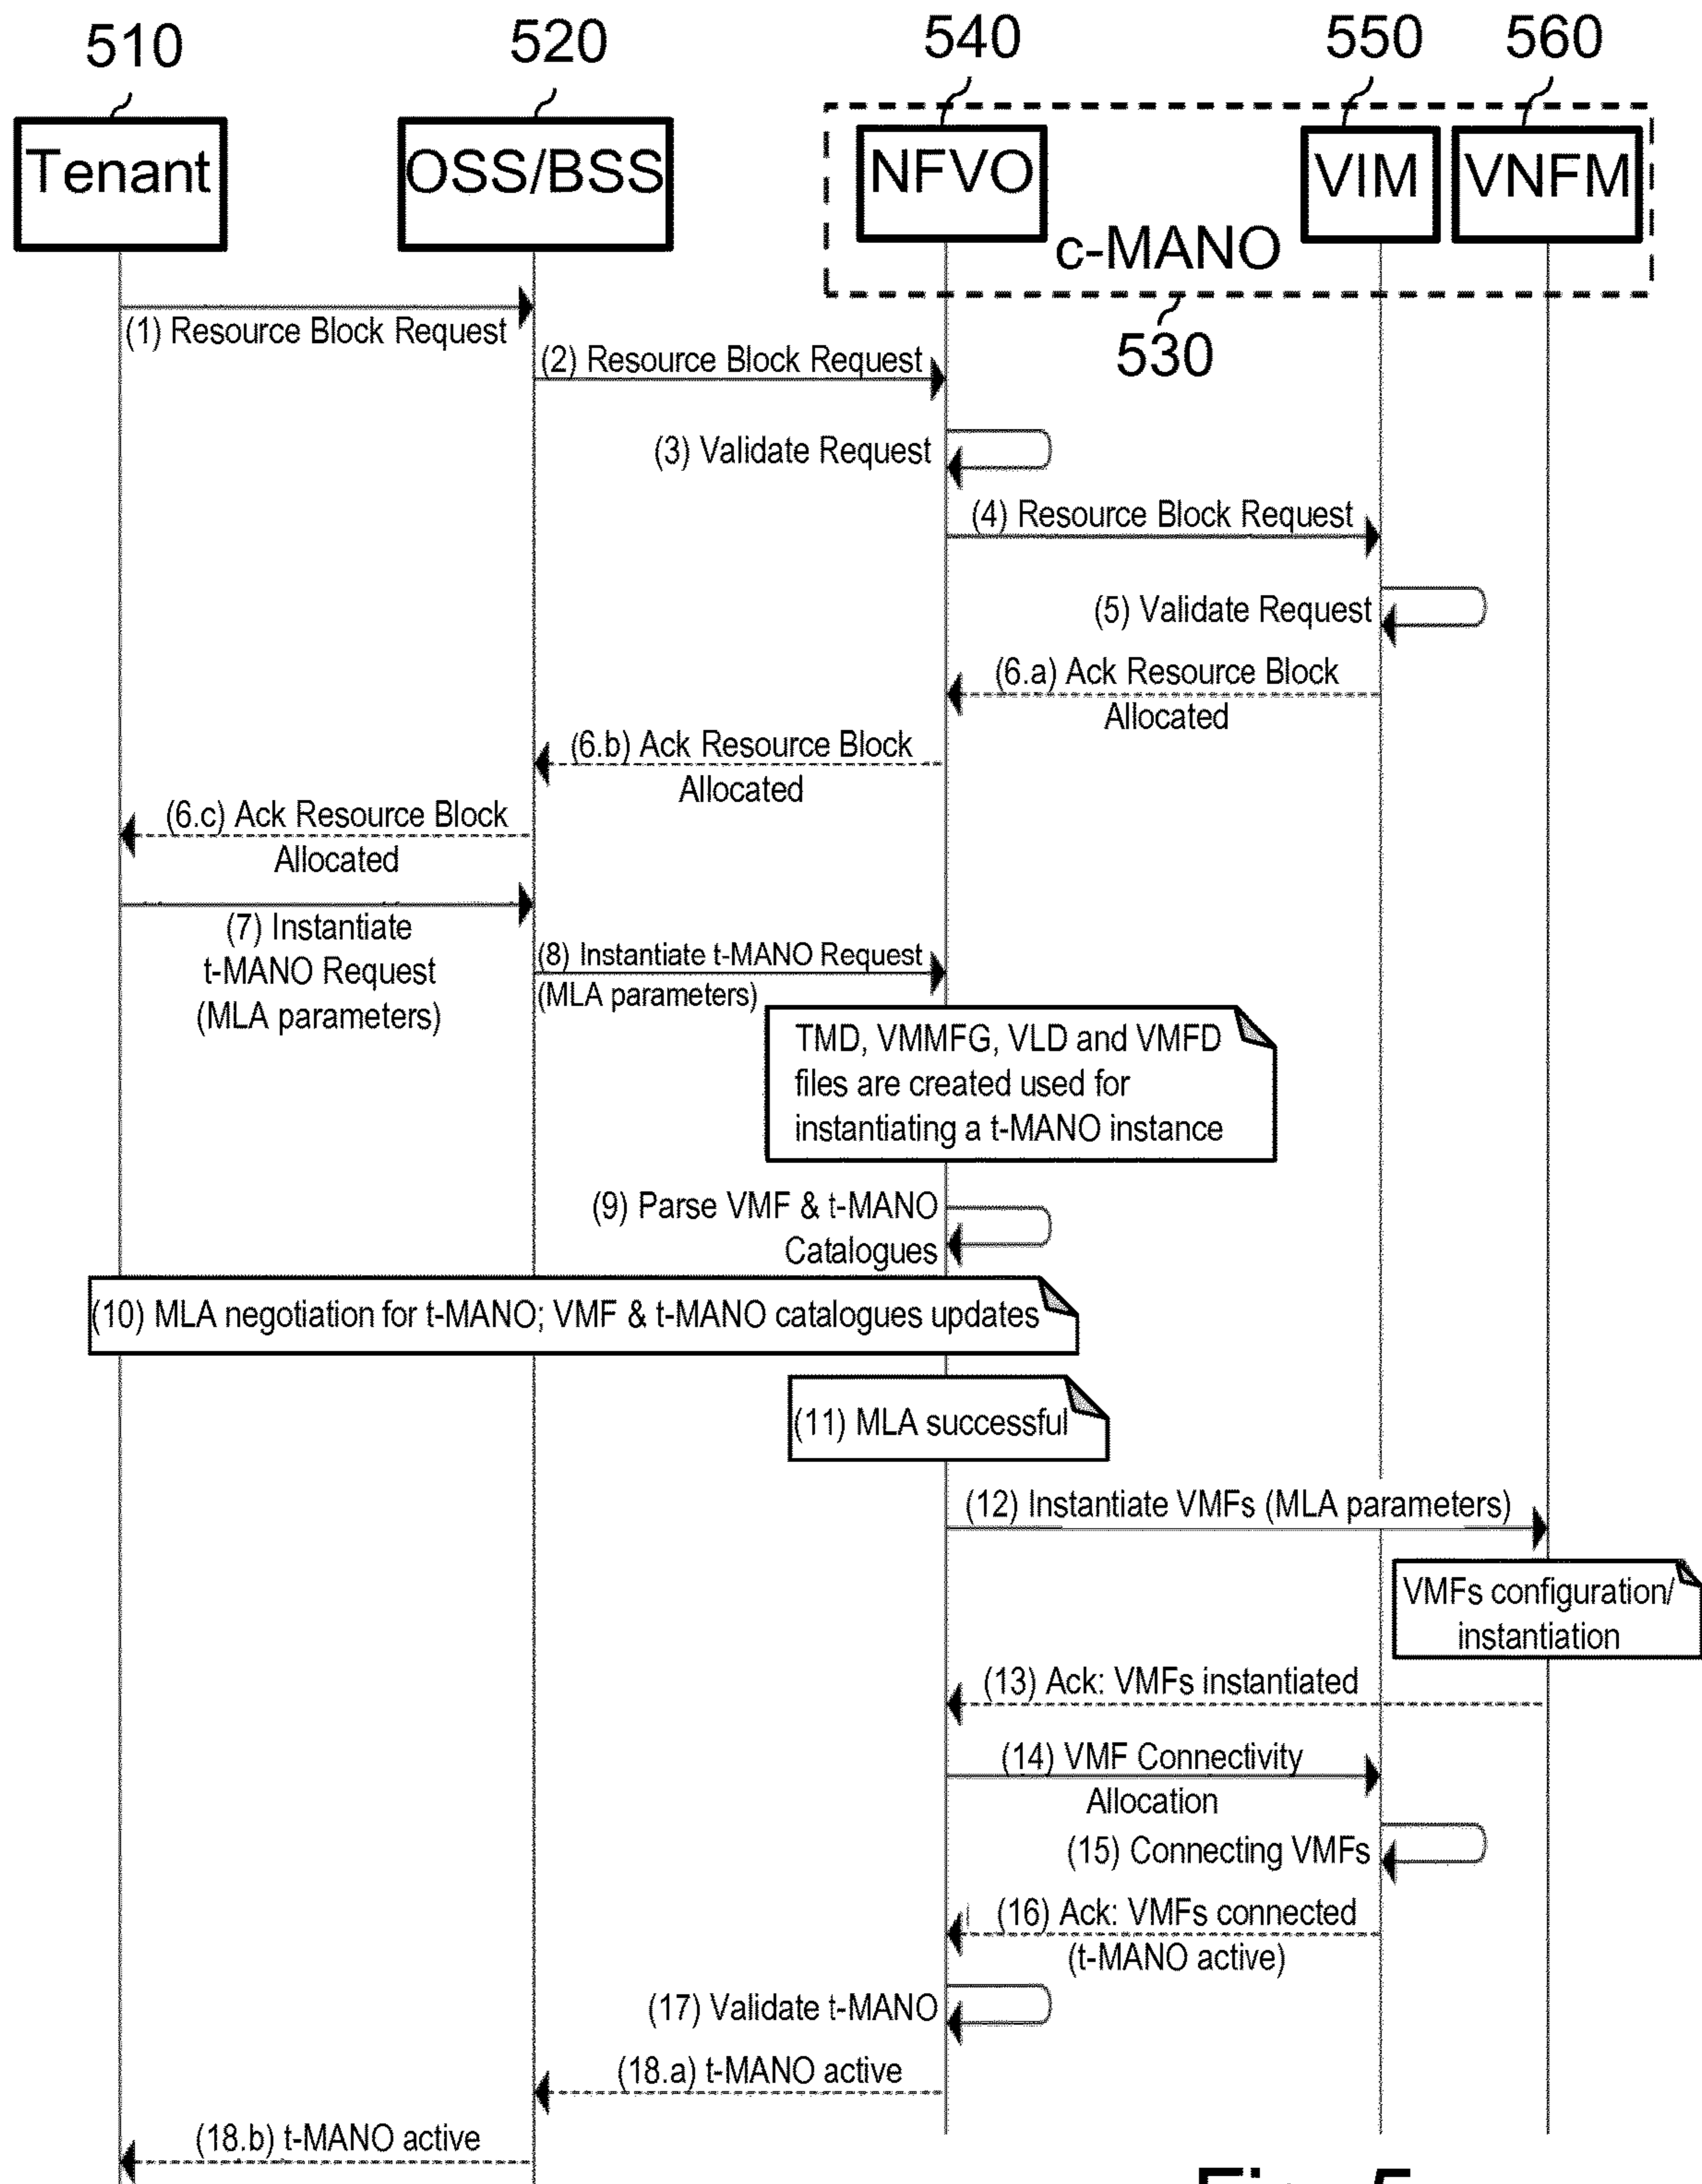 510
520
540
550
560
Tenant
OSS/BSS
NFVO
VIM
VNFM
c-MANO
530
(1) Resource Block Request
(2) Resource Block Request
(3) Validate Request
(4) Resource Block Request
(5) Validate Request
(6.a) Ack Resource Block
Allocated
(6.b) Ack Resource Block
Allocated
(6.c) Ack Resource Block
Allocated
(7) Instantiate
t-MANO Request
(MLA parameters)
(8) Instantiate t-MANO Request
(MLA parameters)
TMD, VMMFG, VLD and VMFD
files are created used for
instantiating a t-MANO instance
(9) Parse VMF & t-MANO
Catalogues
(10) MLA negotiation for t-MANO; VMF & t-MANO catalogues updates
(11) MLA successful
(12) Instantiate VMFs (MLA parameters)
VMFs configuration/
instantiation
(13) Ack: VMFs instantiated
(14) VMF Connectivity
Allocation
(15) Connecting VMFs
(16) Ack: VMFs connected
(t-MANO active)
(17) Validate t-MANO
(18.a) t-MANO active
(18.b) t-MANO active